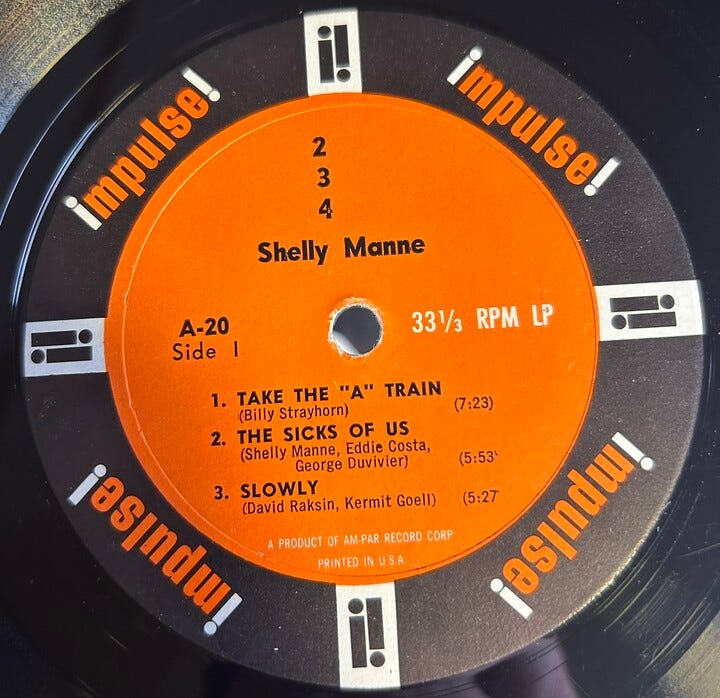 impulse!
impulse!
2
3
4
Shelly Manne
A-20
Side 1
33 1/3 RPM LP
1. TAKE THE "A" TRAIN
(Billy Strayhorn) (7:23)
2. THE SICKS OF US
(Shelly Manne, Eddie Costa,
George Duvivier) (5:53
3. SLOWLY
(David Raksin, Kermit Goell) (5:27
A PRODUCT OF AM-PAR RECORD CORP
PRINTED IN U S A
impulse!
impulse!